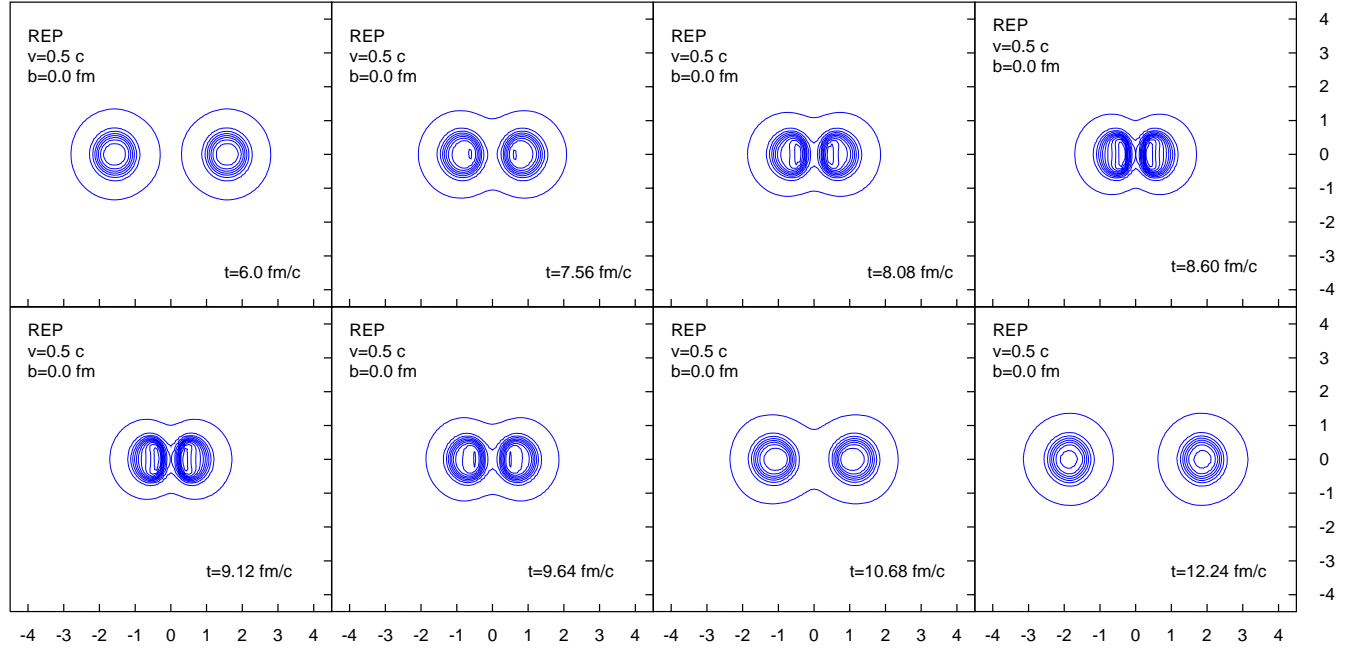 REP
v=0.5 c
b=0.0 fm
t=6.0 fm/c
REP
v=0.5 c
b=0.0 fm
t=7.56 fm/c
REP
v=0.5 c
b=0.0 fm
t=8.08 fm/c
REP
v=0.5 c
b=0.0 fm
t=8.60 fm/c
4
3
2
1
0
-1
-2
-3
-4
REP
v=0.5 c
b=0.0 fm
t=9.12 fm/c
REP
v=0.5 c
b=0.0 fm
t=9.64 fm/c
REP
v=0.5 c
b=0.0 fm
t=10.68 fm/c
REP
v=0.5 c
b=0.0 fm
t=12.24 fm/c
4
3
2
1
0
-1
-2
-3
-4
-4 -3 -2 -1 0 1 2 3 4 -4 -3 -2 -1 0 1 2 3 4 -4 -3 -2 -1 0 1 2 3 4 -4 -3 -2 -1 0 1 2 3 4